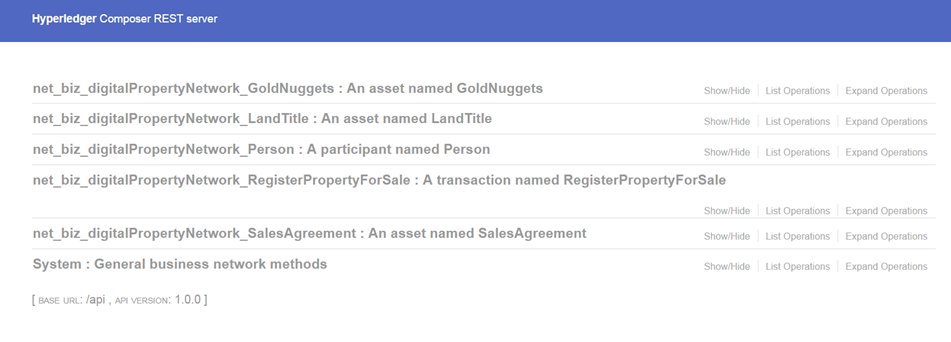 Hyperledger Composer REST server
net_biz_digitalPropertyNetwork_GoldNuggets : An asset named GoldNuggets Show/Hide List Operations Expand Operations
net_biz_digitalPropertyNetwork_LandTitle : An asset named LandTitle Show/Hide List Operations Expand Operations
net_biz_digitalPropertyNetwork_Person : A participant named Person Show/Hide List Operations Expand Operations
net_biz_digitalPropertyNetwork_RegisterPropertyForSale : A transaction named RegisterPropertyForSale
Show/Hide List Operations Expand Operations
net_biz_digitalPropertyNetwork_SalesAgreement : An asset named SalesAgreement Show/Hide List Operations Expand Operations
System : General business network methods Show/Hide List Operations Expand Operations
[ BASE URL: /api , API VERSION: 1.0.0 ]